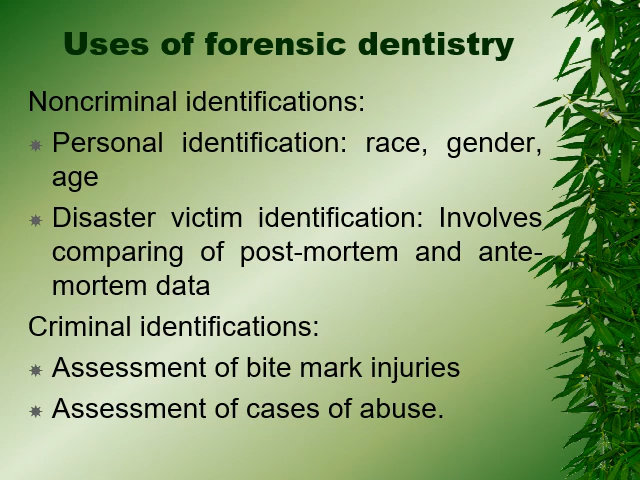 Uses of forensic dentistry
Noncriminal identifications:
Personal identification: race, gender,
age
Disaster victim identification: Involves
comparing of post-mortem and ante-
mortem data
Criminal identifications:
Assessment of bite mark injuries
Assessment of cases of abuse.